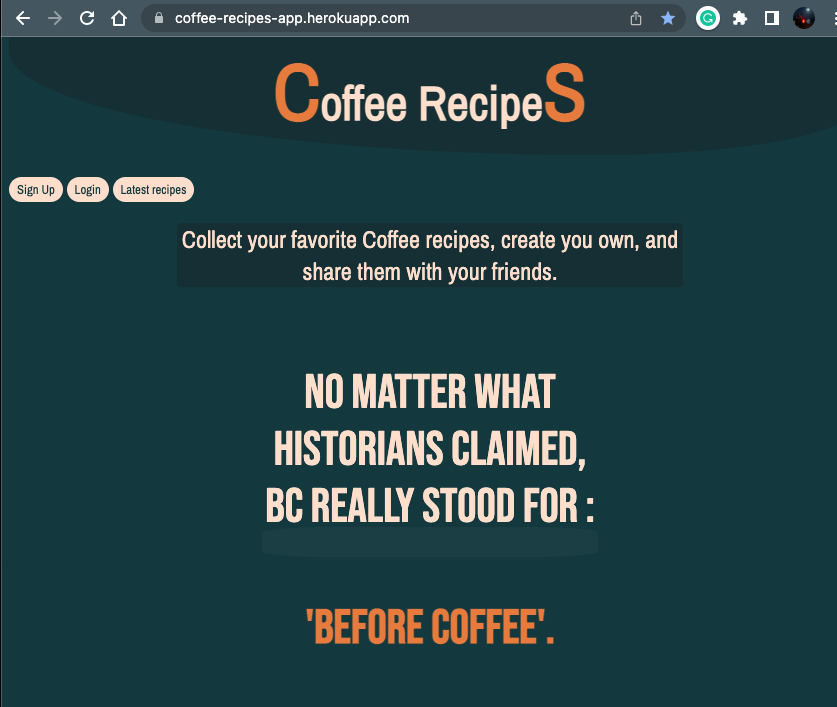 coffee-recipes-app.herokuapp.com
Coffee RecipeS
Sign Up Login Latest recipes
Collect your favorite Coffee recipes, create you own, and
share them with your friends.
NO MATTER WHAT
HISTORIANS CLAIMED,
BC REALLY STOOD FOR :
'BEFORE COFFEE'.